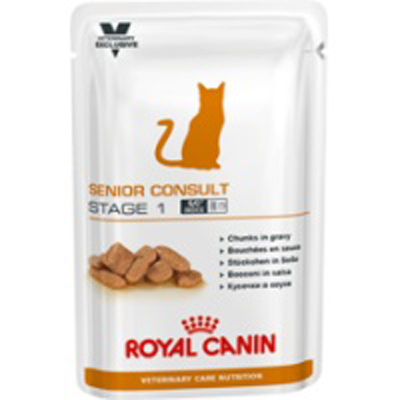 VETERINARY
EXCLUSIVE
SENIOR CONSULT
STAGE 1
• Chunks in gravy
• Bouchées en sauce
• Stückchen in Soße
• Bocconi in salsa
• Кусочки в соусе
ROYAL CANIN
VETERINARY CARE NUTRITION